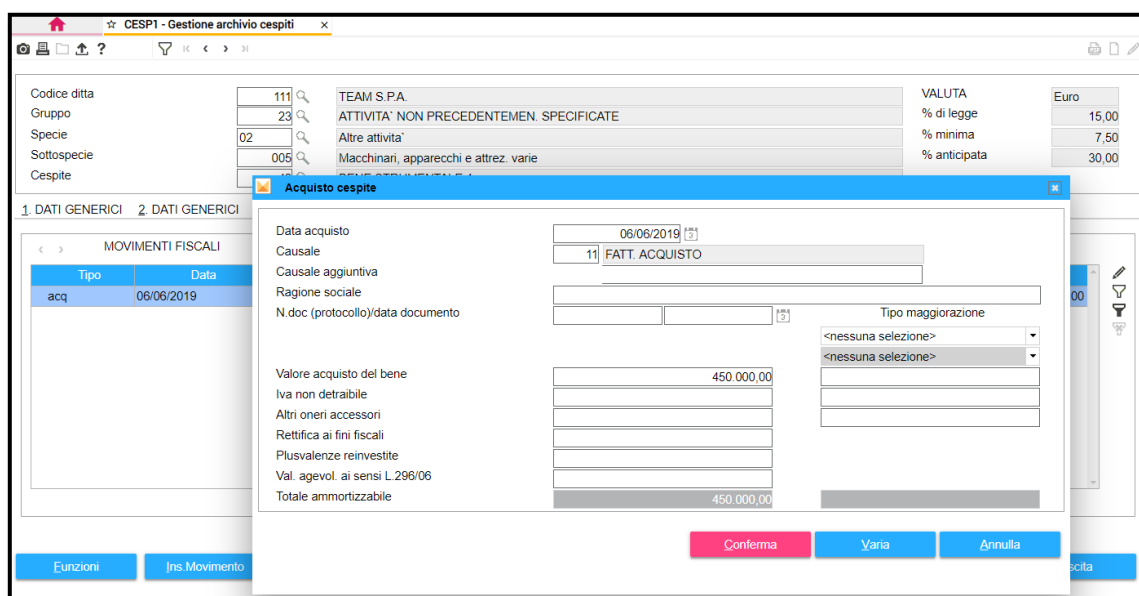 ☆ CESP1 - Gestione archivio cespiti ×
?
Codice ditta 111 TEAM S.P.A. VALUTA Euro
Gruppo 23 ATTIVITA` NON PRECEDENTEMEN. SPECIFICATE % di legge 15,00
Specie 02 Altre attivita` % minima 7,50
Sottospecie 005 Macchinari, apparecchi e attrez. varie % anticipata 30,00
Cespite
Acquisto cespite
1. DATI GENERICI 2. DATI GENERICI
MOVIMENTI FISCALI
Tipo Data
acq 06/06/2019 00
Data acquisto 06/06/2019
Causale 11 FATT. ACQUISTO
Causale aggiuntiva
Ragione sociale
N.doc (protocollo)/data documento Tipo maggiorazione
<nessuna selezione>
<nessuna selezione>
Valore acquisto del bene 450.000,00
Iva non detraibile
Altri oneri accessori
Rettifica ai fini fiscali
Plusvalenze reinvestite
Val. agevol. ai sensi L.296/06
Totale ammortizzabile 450.000,00
Conferma Varia Annulla
Funzioni Ins.Movimento scita